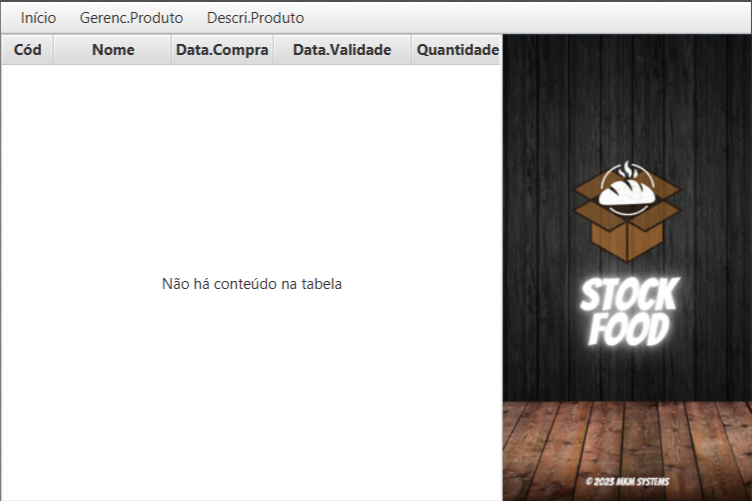 Início Gerenc.Produto Descri.Produto
Cód Nome Data.Compra Data.Validade Quantidade
Não há conteúdo na tabela
STOCK
FOOD
© 2023 MKM SYSTEMS